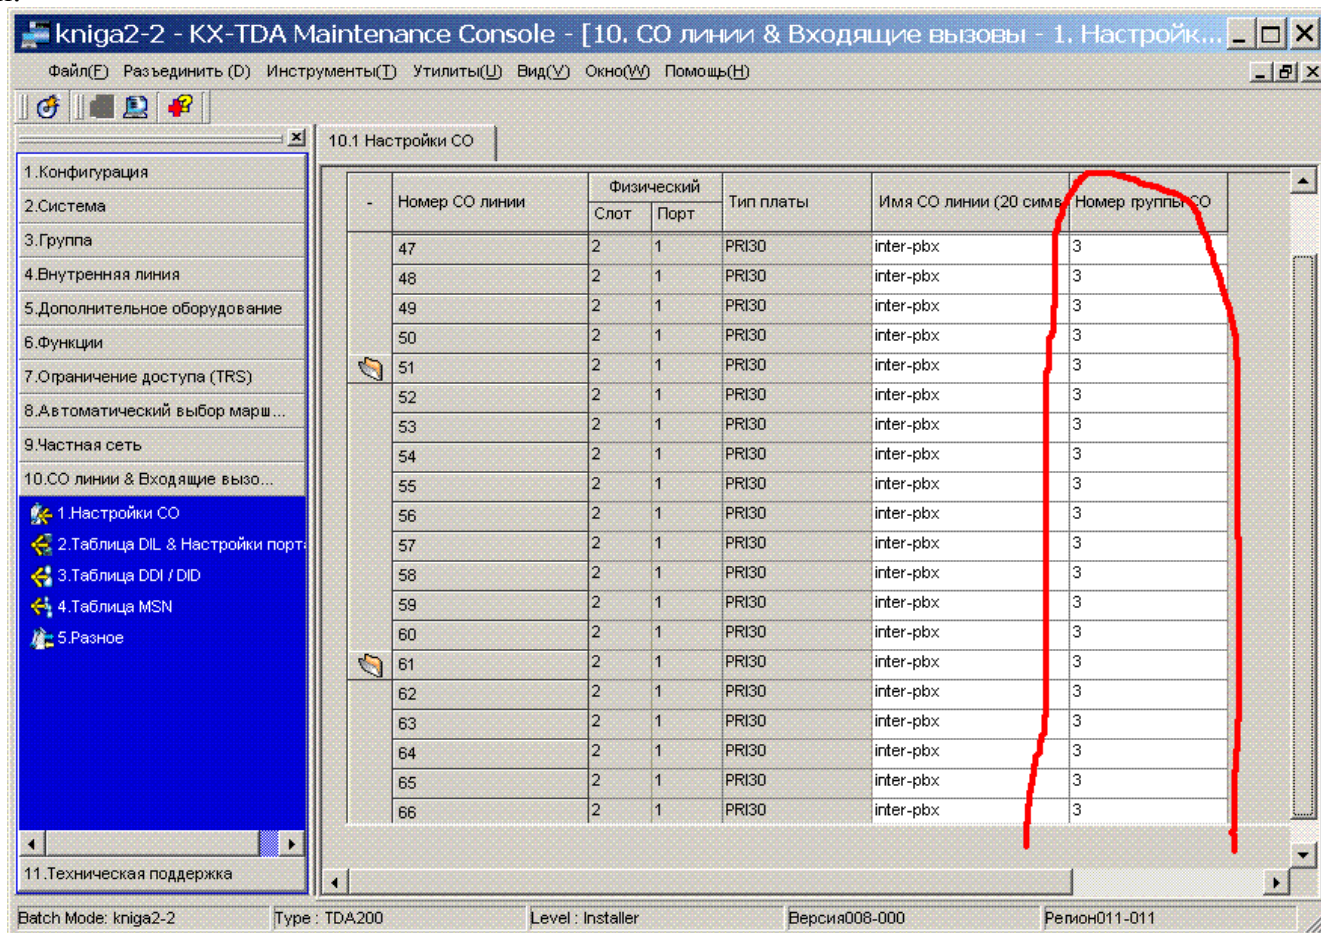 kniga2-2 - KX-TDA Maintenance Console - [10. CO линии & Входящие вызовы - 1. Настройк...
Файл(F) Разъединить (D) Инструменты(T) Утилиты(U) Вид(V) Окно(W) Помощь(H)
10.1 Настройки CO
1.Конфигурация
2.Система
3.Группа
4.Внутренняя линия
5.Дополнительное оборудование
6.Функции
7.Ограничение доступа (TRS)
8.Автоматический выбор марш...
9.Частная сеть
10.CO линии & Входящие вызо...
1.Настройки CO
2.Таблица DIL & Настройки порт
3.Таблица DDI / DID
4.Таблица MSN
5.Разное
11.Техническая поддержка
- Номер CO линии Физический Тип платы Имя CO линии (20 симв Номер группы CO
Слот Порт
47 2 1 PRI30 inter-pbx 3
48 2 1 PRI30 inter-pbx 3
49 2 1 PRI30 inter-pbx 3
50 2 1 PRI30 inter-pbx 3
51 2 1 PRI30 inter-pbx 3
52 2 1 PRI30 inter-pbx 3
53 2 1 PRI30 inter-pbx 3
54 2 1 PRI30 inter-pbx 3
55 2 1 PRI30 inter-pbx 3
56 2 1 PRI30 inter-pbx 3
57 2 1 PRI30 inter-pbx 3
58 2 1 PRI30 inter-pbx 3
59 2 1 PRI30 inter-pbx 3
60 2 1 PRI30 inter-pbx 3
61 2 1 PRI30 inter-pbx 3
62 2 1 PRI30 inter-pbx 3
63 2 1 PRI30 inter-pbx 3
64 2 1 PRI30 inter-pbx 3
65 2 1 PRI30 inter-pbx 3
66 2 1 PRI30 inter-pbx 3
Batch Mode: kniga2-2 Type : TDA200 Level : Installer Версия008-000 Регион011-011